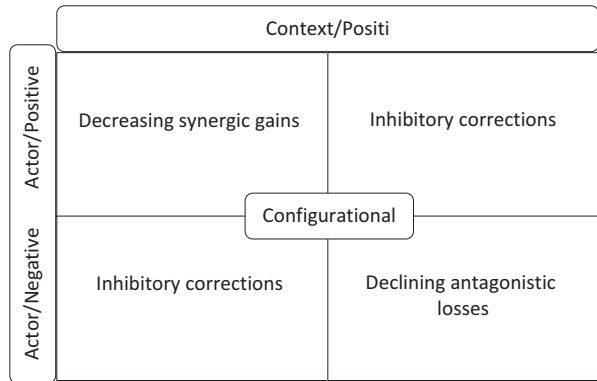 Context/Positi
Actor/Positive
Decreasing synergic gains
Inhibitory corrections
Configurational
Actor/Negative
Inhibitory corrections
Declining antagonistic
losses